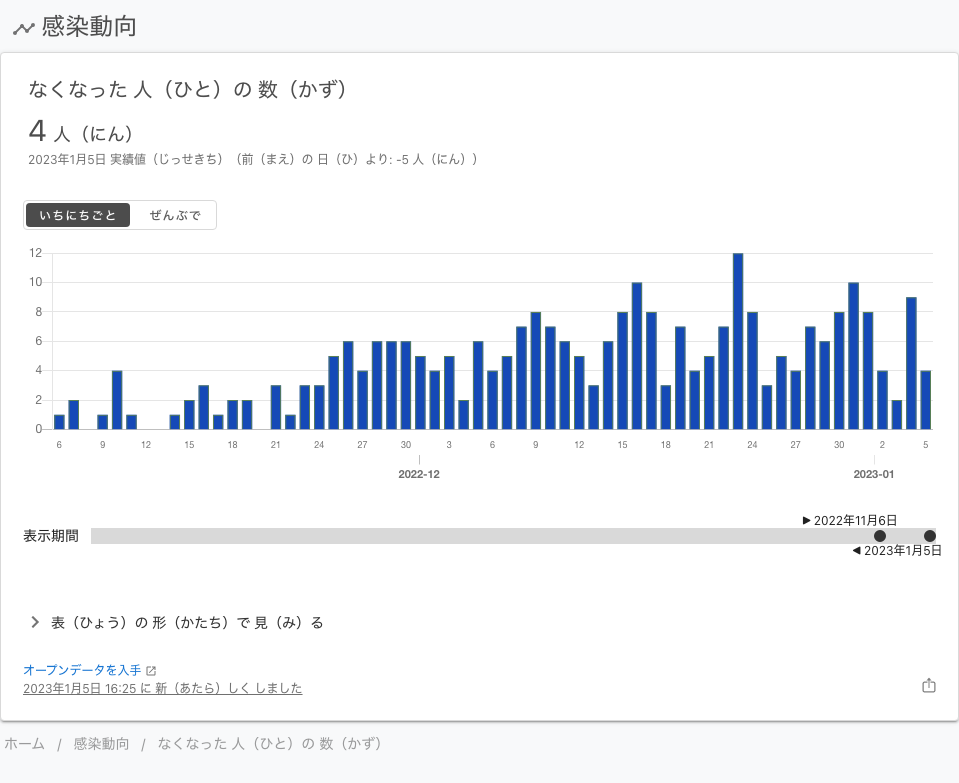 感染動向
なくなった 人（ひと）の 数（かず）
4 人（にん）
2023年1月5日 実績値（じっせきち）（前（まえ）の 日（ひ）より: -5 人（にん））
いちにちごと ぜんぶで
12
10
8
6
4
2
0
6 9 12 15 18 21 24 27 30 3 6 9 12 15 18 21 24 27 30 2 5
2022-12 2023-01
▶ 2022年11月6日
表示期間
◀ 2023年1月5日
表（ひょう）の 形（かたち）で 見（み）る
オープンデータを入手
2023年1月5日 16:25 に 新（あたら）しく しました
ホーム / 感染動向 / なくなった 人（ひと）の 数（かず）